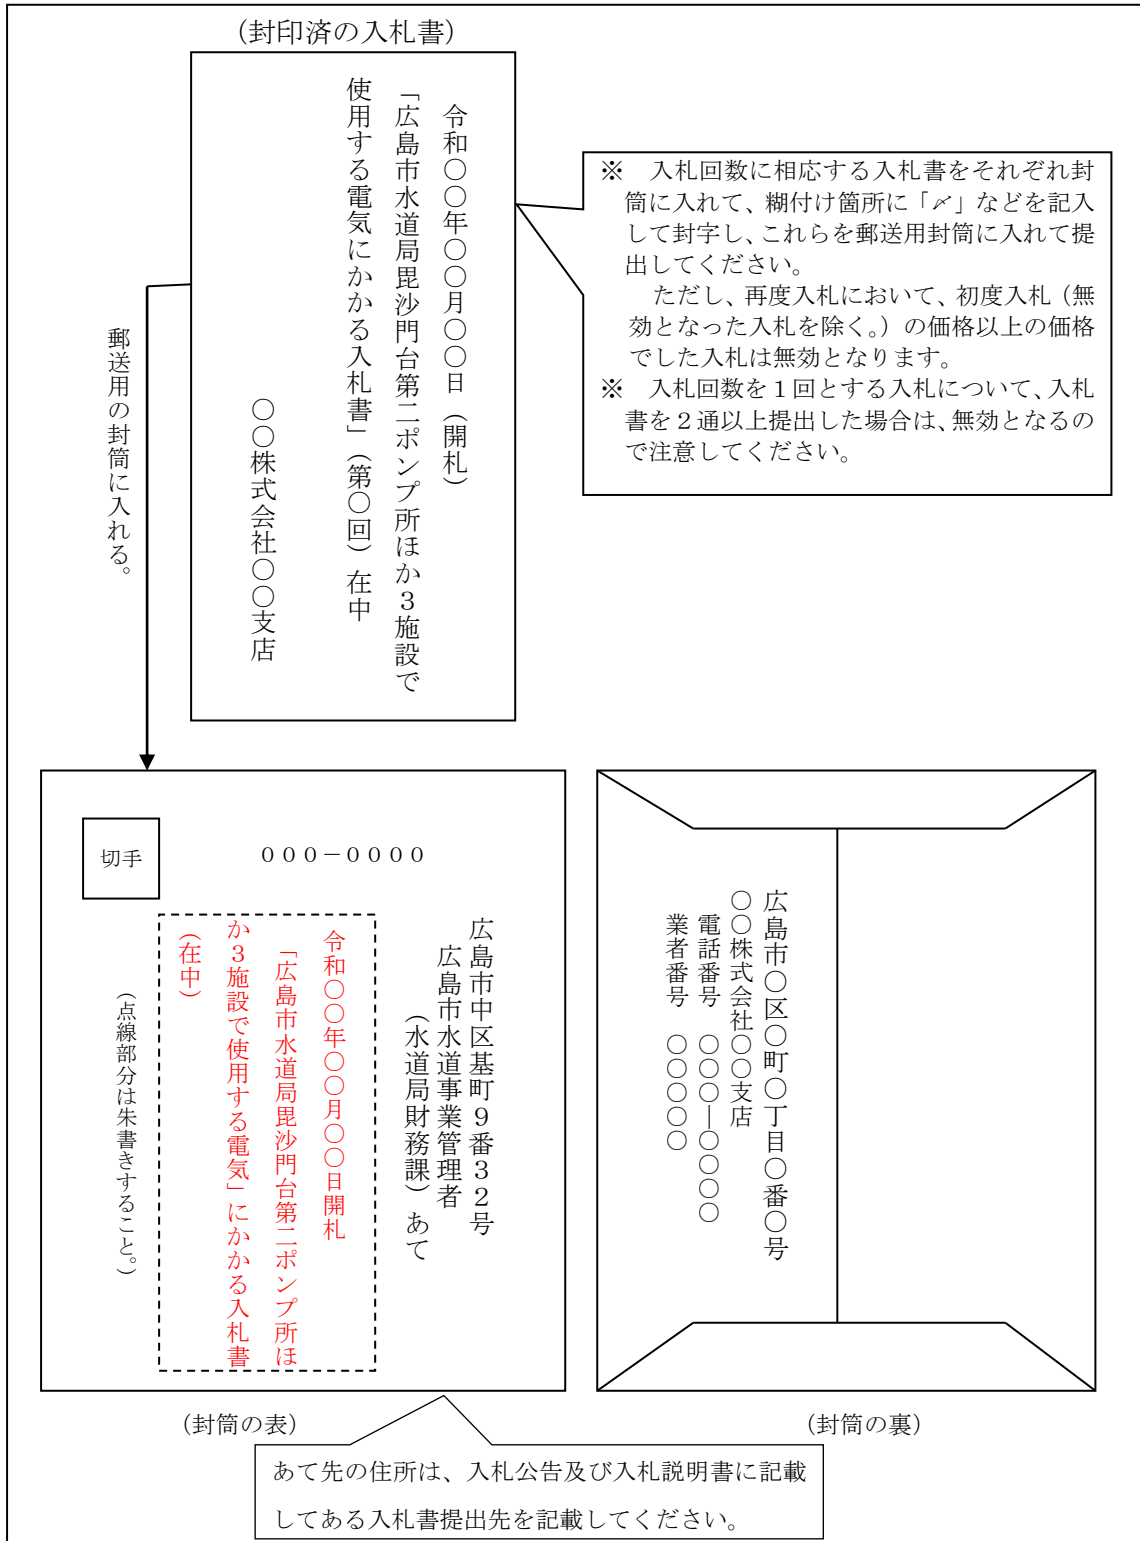 （封印済の入札書）
令和〇〇年〇〇月〇〇日（開札）
「広島市水道局毘沙門台第二ポンプ所ほか３施設で
使用する電気にかかる入札書」（第〇回）在中
〇〇株式会社〇〇支店
※　入札回数に相応する入札書をそれぞれ封
筒に入れて、糊付け箇所に「〆」などを記入
して封字し、これらを郵送用封筒に入れて提
出してください。
ただし、再度入札において、初度入札（無
効となった入札を除く。）の価格以上の価格
でした入札は無効となります。
※　入札回数を１回とする入札について、入札
書を２通以上提出した場合は、無効となるの
で注意してください。
郵送用の封筒に入れる。
切手
０００－００００
広島市中区基町９番３２号
広島市水道事業管理者
（水道局財務課）あて
令和〇〇年〇〇月〇〇日開札
「広島市水道局毘沙門台第二ポンプ所ほ
か３施設で使用する電気」にかかる入札書
（在中）
（点線部分は朱書きすること。）
（封筒の表）
広島市〇区〇町〇丁目〇番〇号
〇〇株式会社〇〇支店
電話番号　〇〇〇―〇〇〇〇
業者番号　〇〇〇〇〇
（封筒の裏）
あて先の住所は、入札公告及び入札説明書に記載
してある入札書提出先を記載してください。